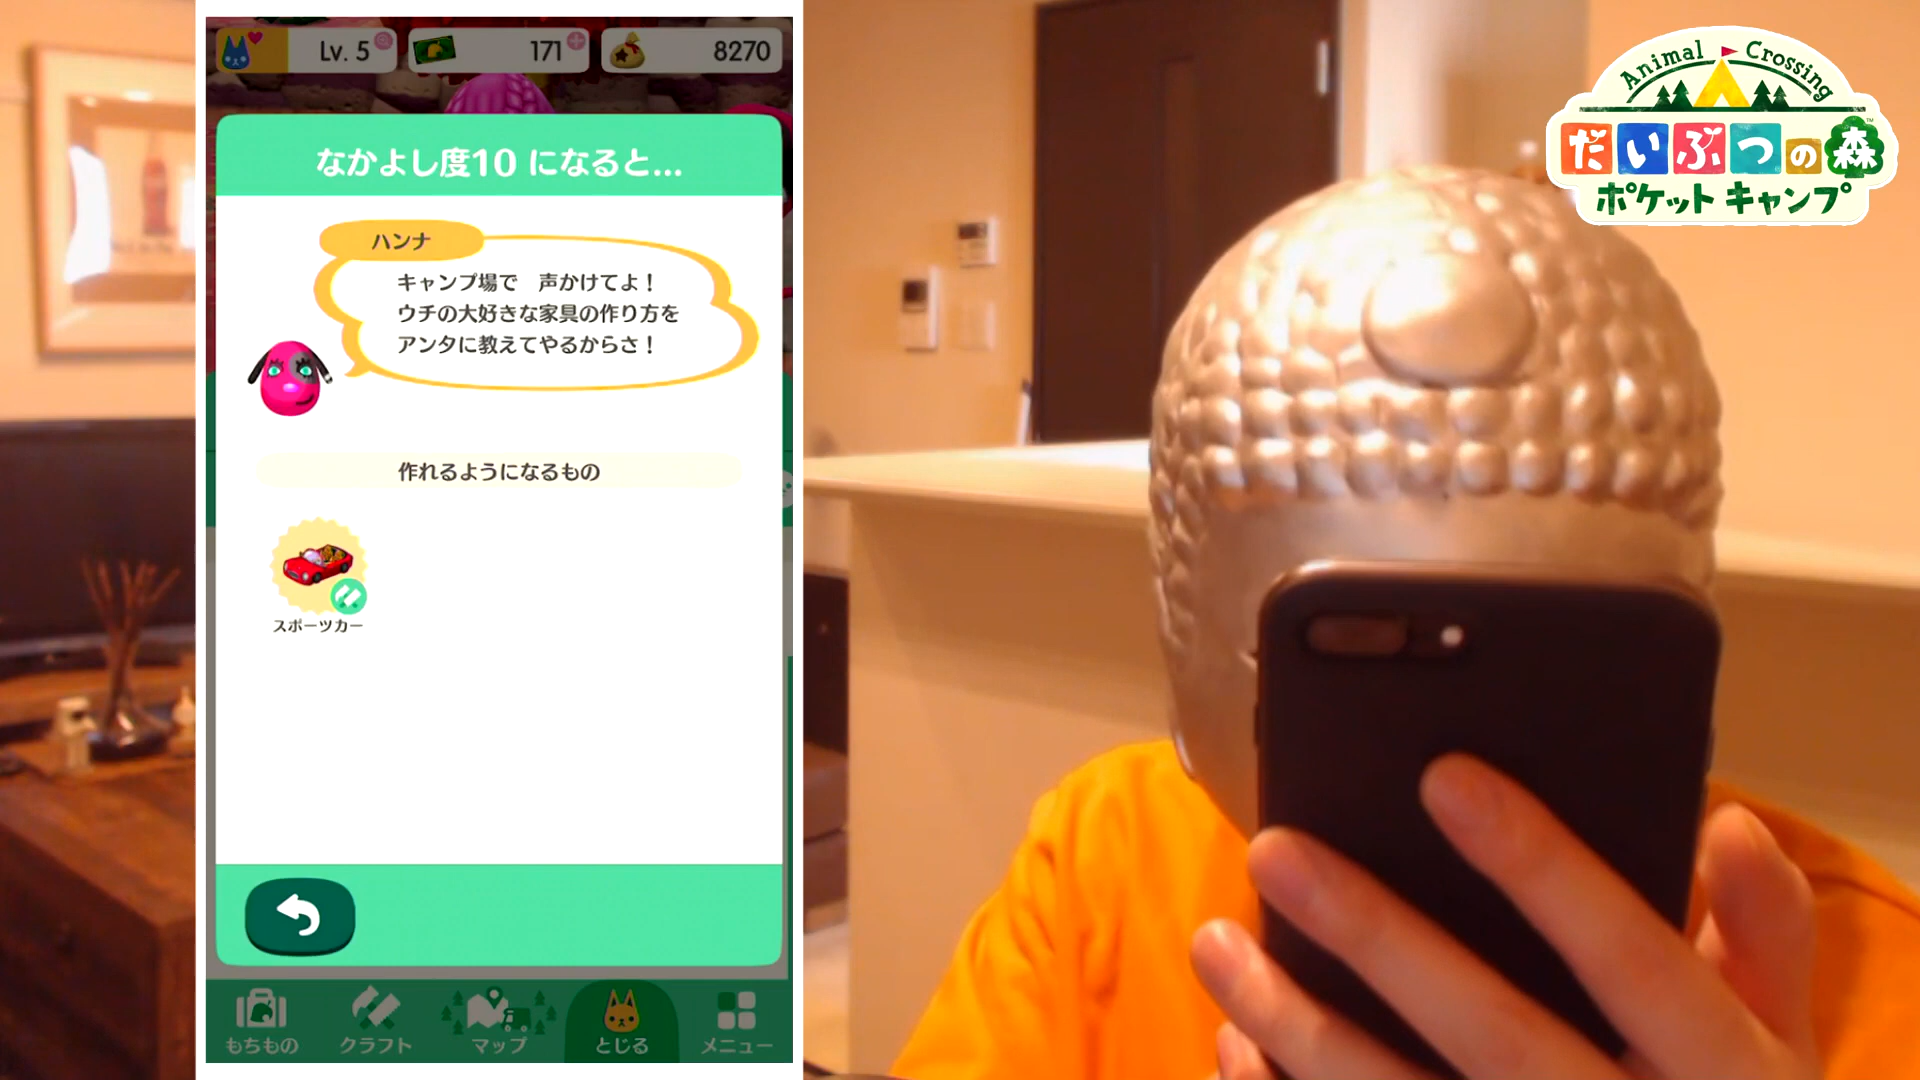 Lv. 5
171
8270
なかよし度10 になると...
ハンナ
キャンプ場で 声かけてよ！
ウチの大好きな家具の作り方を
アンタに教えてやるからさ！
作れるようになるもの
スポーツカー
もちもの
クラフト
マップ
とじる
メニュー
Animal Crossing
だいぶつの森
ポケット キャンプ